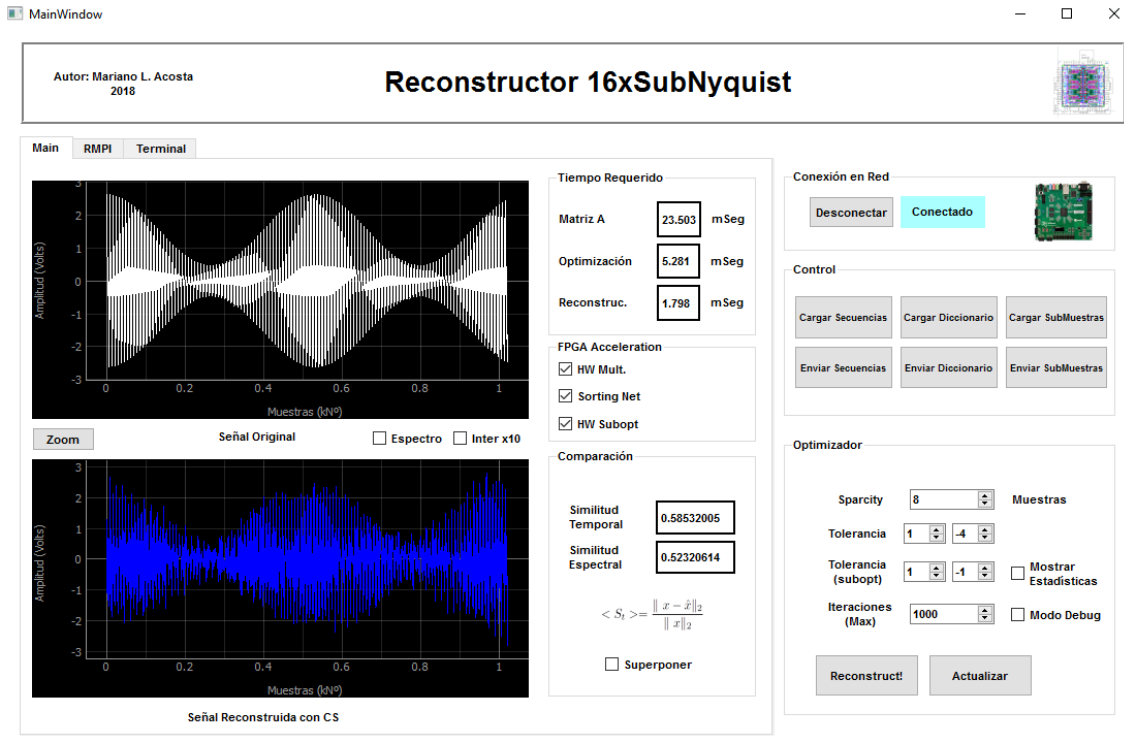 MainWindow
Autor: Mariano L. Acosta
2018
Reconstructor 16xSubNyquist
Main
RMPI
Terminal
3
2
1
0
-1
-2
-3
Amplitud (Volts)
0
0.2
0.4
0.6
0.8
1
Muestras (kNº)
Zoom
Señal Original
Espectro
Inter x10
3
2
1
0
-1
-2
-3
Amplitud (Volts)
0
0.2
0.4
0.6
0.8
1
Muestras (kNº)
Señal Reconstruida con CS
Tiempo Requerido
Matriz A 23.503 mSeg
Optimización 5.281 mSeg
Reconstruc. 1.798 mSeg
FPGA Acceleration
HW Mult.
Sorting Net
HW Subopt
Comparación
Similitud
Temporal
0.58532005
Similitud
Espectral
0.52320614
< S_t >= ‖ x − x̂‖₂ / ‖ x‖₂
Superponer
Conexión en Red
Desconectar
Conectado
Control
Cargar Secuencias
Cargar Diccionario
Cargar SubMuestras
Enviar Secuencias
Enviar Diccionario
Enviar SubMuestras
Optimizador
Sparcity 8 Muestras
Tolerancia 1 -4
Tolerancia
(subopt)
1 -1
Mostrar
Estadísticas
Iteraciones
(Max)
1000
Modo Debug
Reconstruct!
Actualizar